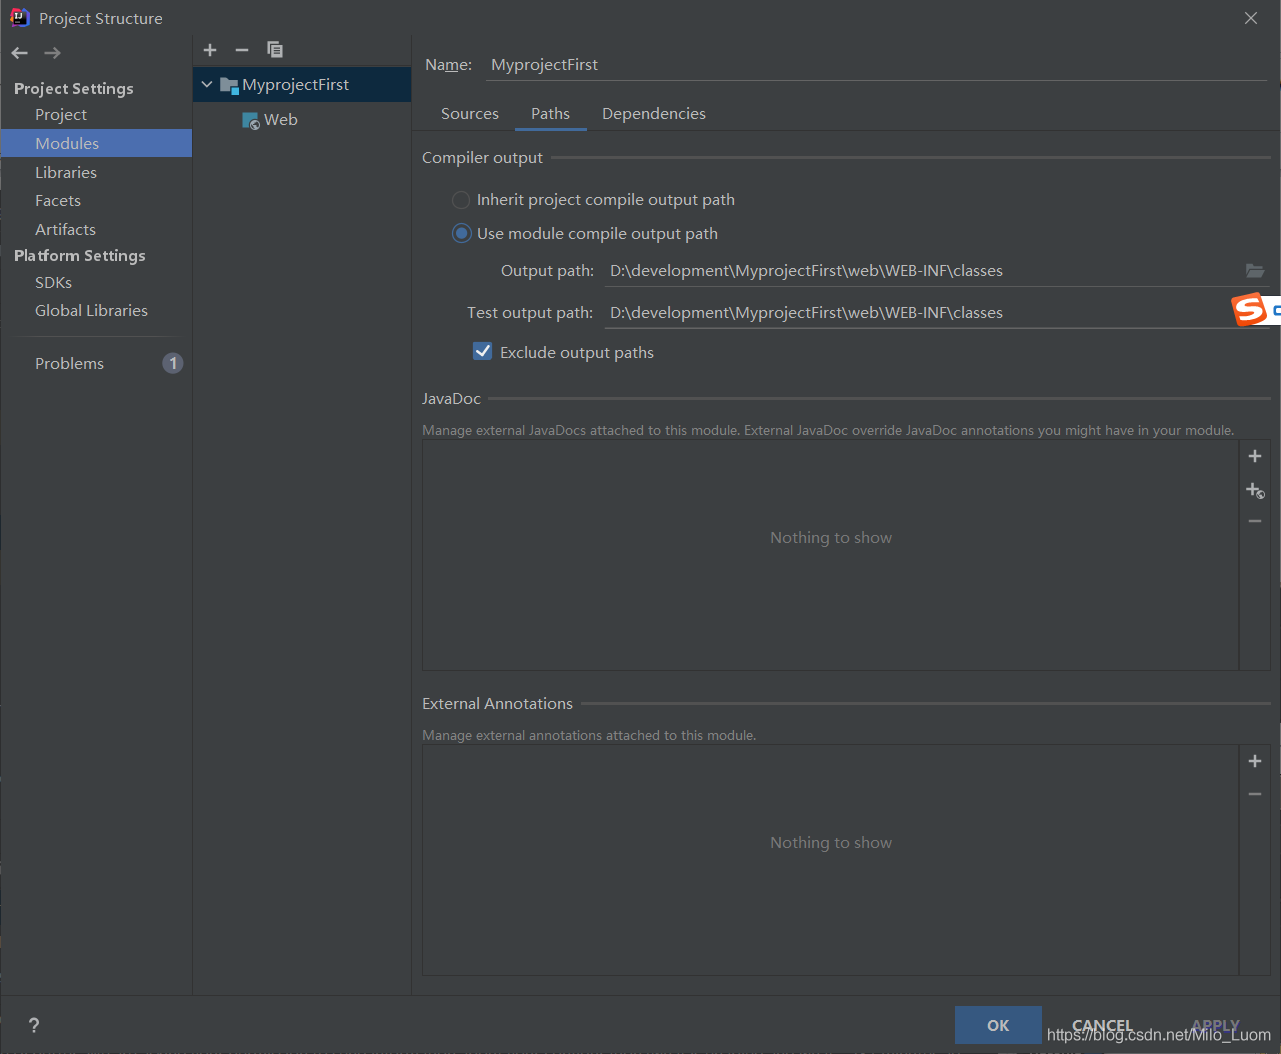 Project Structure
Project Settings
Project
Modules
Libraries
Facets
Artifacts
Platform Settings
SDKs
Global Libraries
Problems 1
MyprojectFirst
Web
Name: MyprojectFirst
Sources Paths Dependencies
Compiler output
Inherit project compile output path
Use module compile output path
Output path: D:\development\MyprojectFirst\web\WEB-INF\classes
Test output path: D:\development\MyprojectFirst\web\WEB-INF\classes
Exclude output paths
JavaDoc
Manage external JavaDocs attached to this module. External JavaDoc override JavaDoc annotations you might have in your module.
Nothing to show
External Annotations
Manage external annotations attached to this module.
Nothing to show
?
OK CANCEL APPLY
https://blog.csdn.net/Milo_Luom